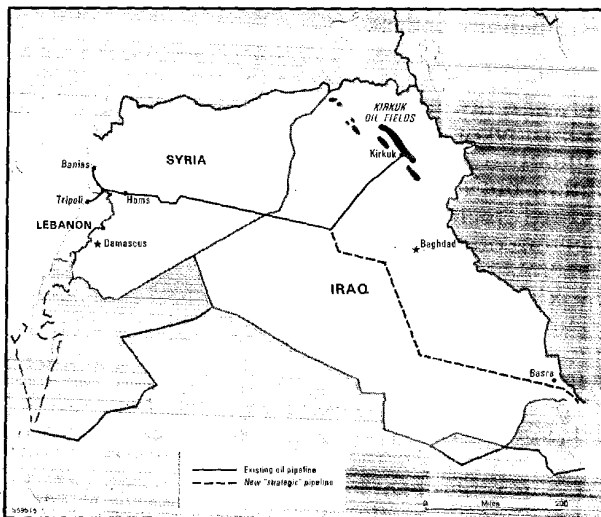 KIRKUK
OIL FIELDS
Kirkuk
SYRIA
Banias
Tripoli
Homs
LEBANON
Damascus
Baghdad
IRAQ
Basra
Existing oil pipeline
New "strategic" pipeline
0 Miles 200